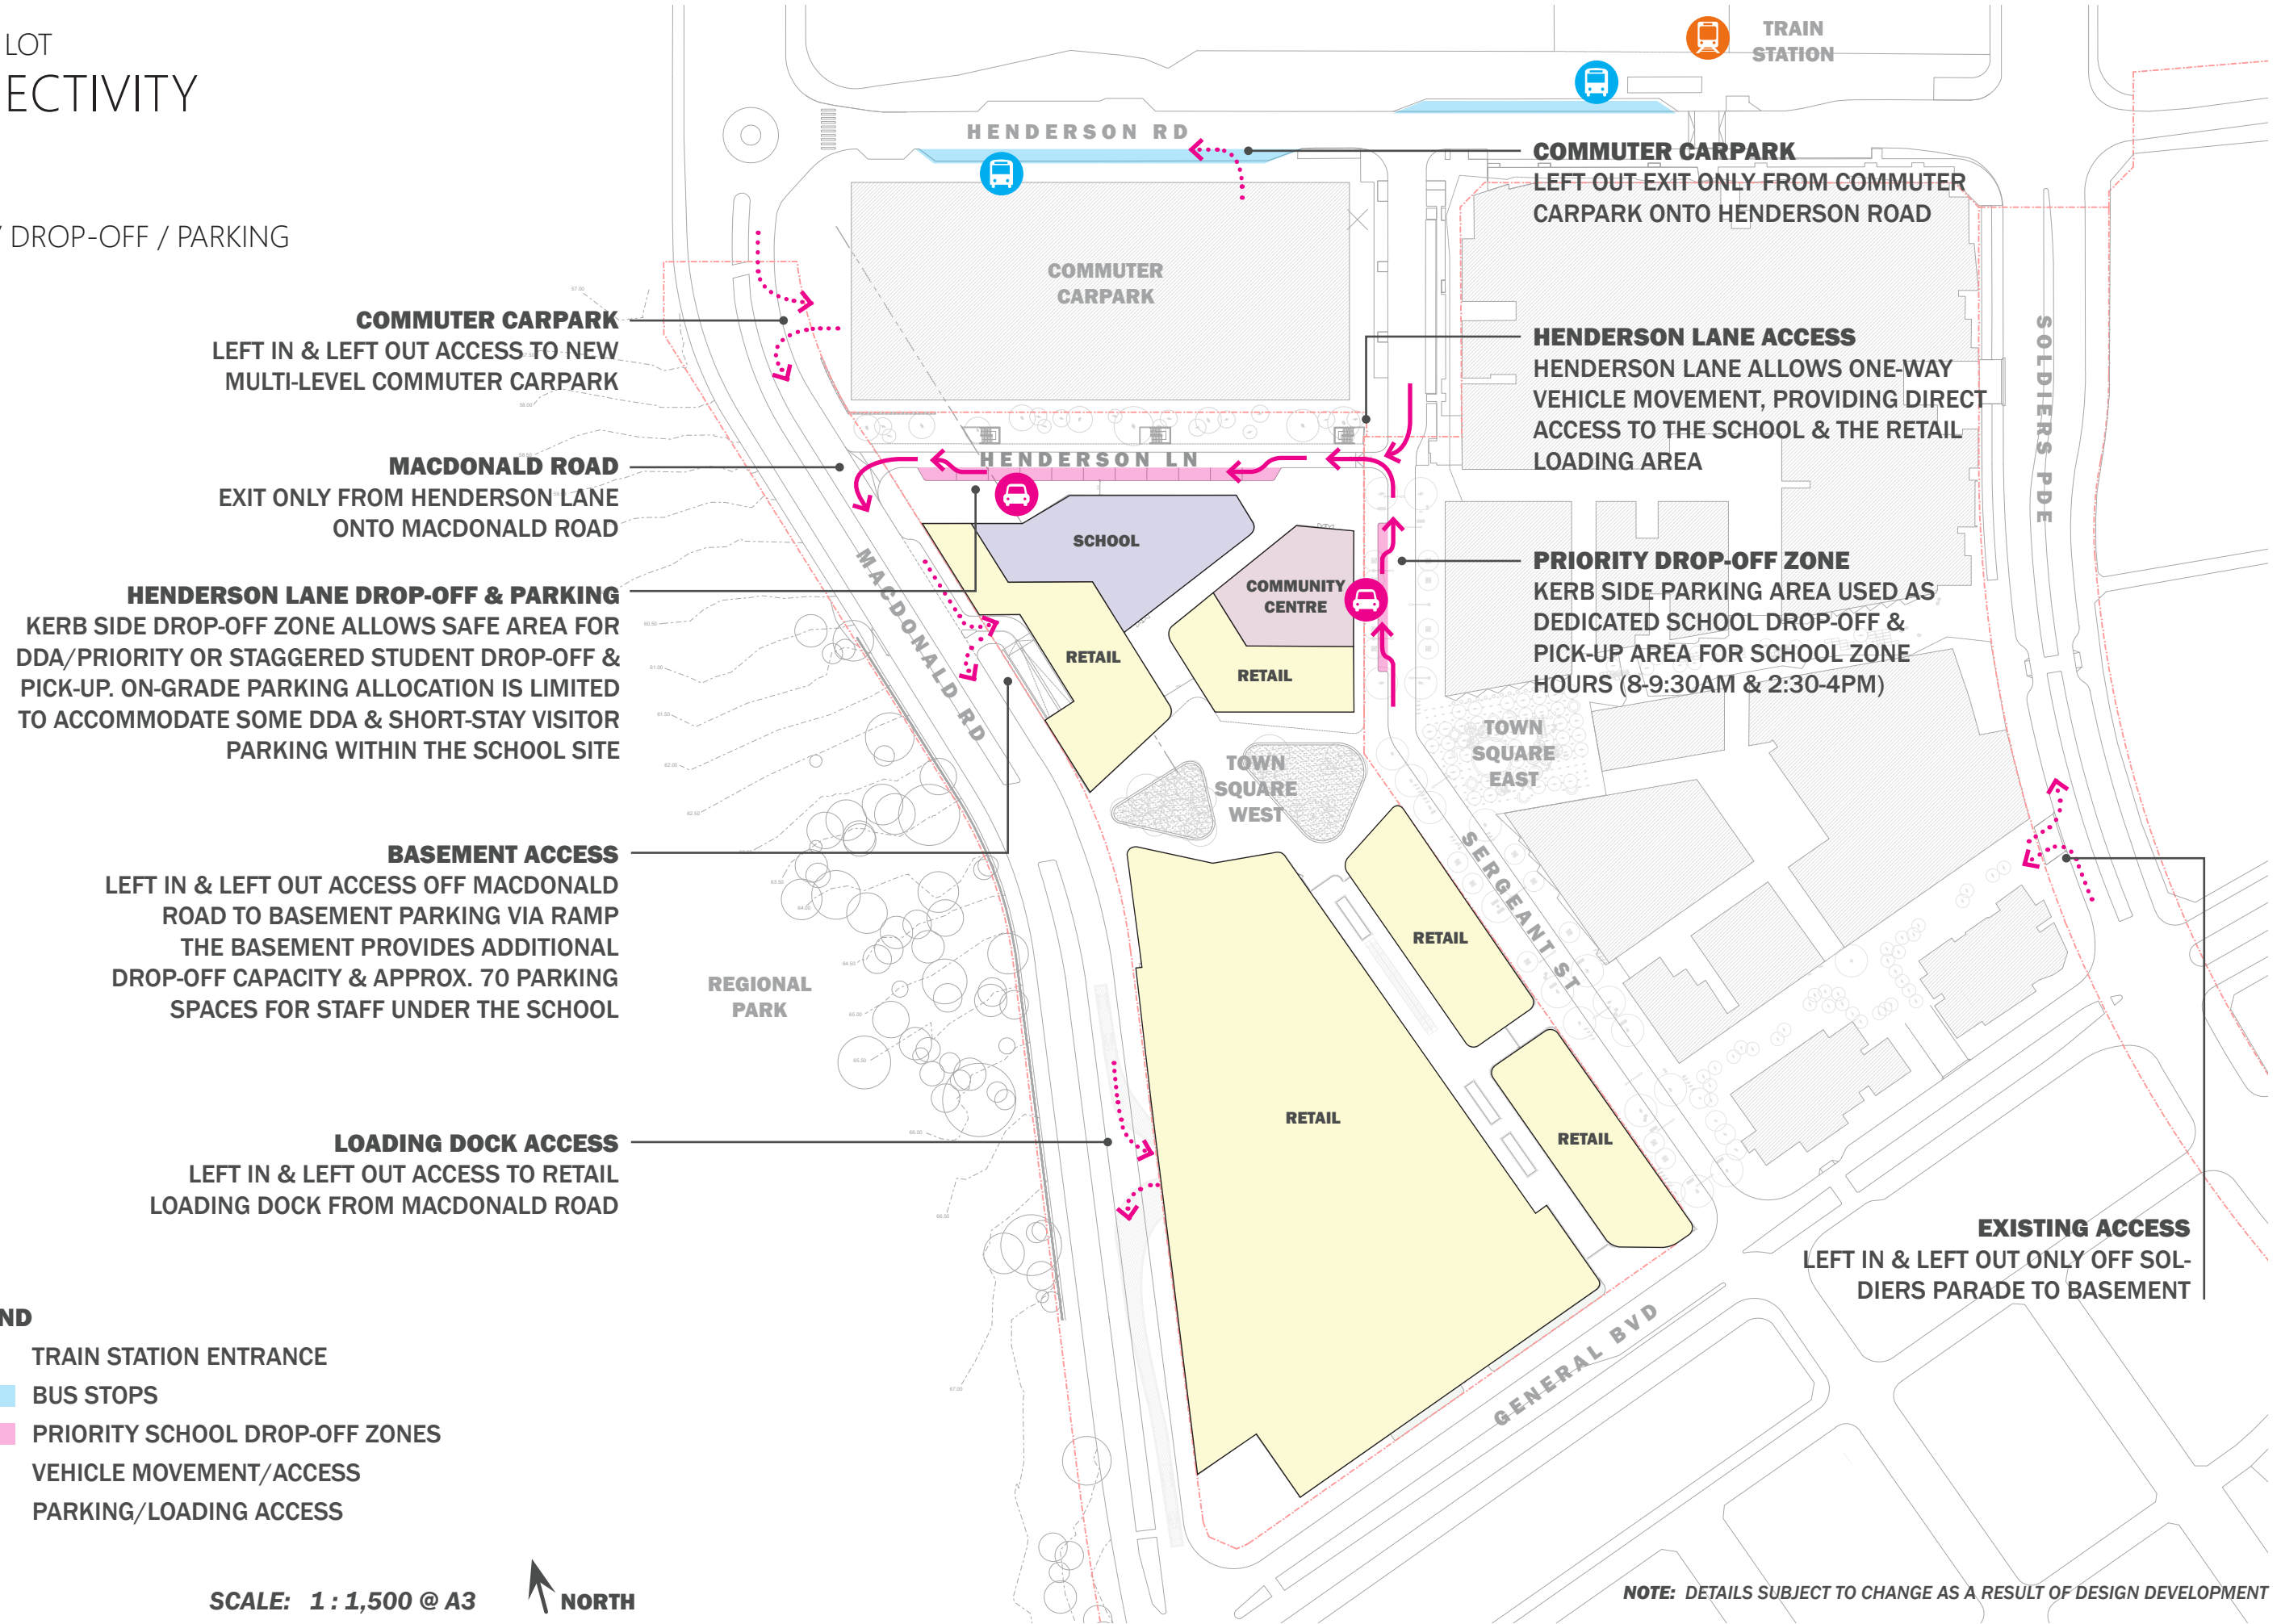 LOT
ECTIVITY
/ DROP-OFF / PARKING
TRAIN
STATION
HENDERSON RD
COMMUTER CARPARK
LEFT OUT EXIT ONLY FROM COMMUTER
CARPARK ONTO HENDERSON ROAD
COMMUTER
CARPARK
COMMUTER CARPARK
LEFT IN & LEFT OUT ACCESS TO NEW
MULTI-LEVEL COMMUTER CARPARK
HENDERSON LANE ACCESS
HENDERSON LANE ALLOWS ONE-WAY
VEHICLE MOVEMENT, PROVIDING DIRECT
ACCESS TO THE SCHOOL & THE RETAIL
LOADING AREA
SOLDIERS PDE
MACDONALD ROAD
EXIT ONLY FROM HENDERSON LANE
ONTO MACDONALD ROAD
HENDERSON LN
SCHOOL
MACDONALD RD
HENDERSON LANE DROP-OFF & PARKING
KERB SIDE DROP-OFF ZONE ALLOWS SAFE AREA FOR
DDA/PRIORITY OR STAGGERED STUDENT DROP-OFF &
PICK-UP. ON-GRADE PARKING ALLOCATION IS LIMITED
TO ACCOMMODATE SOME DDA & SHORT-STAY VISITOR
PARKING WITHIN THE SCHOOL SITE
COMMUNITY
CENTRE
RETAIL
RETAIL
PRIORITY DROP-OFF ZONE
KERB SIDE PARKING AREA USED AS
DEDICATED SCHOOL DROP-OFF &
PICK-UP AREA FOR SCHOOL ZONE
HOURS (8-9:30AM & 2:30-4PM)
TOWN
SQUARE
EAST
TOWN
SQUARE
WEST
BASEMENT ACCESS
LEFT IN & LEFT OUT ACCESS OFF MACDONALD
ROAD TO BASEMENT PARKING VIA RAMP
THE BASEMENT PROVIDES ADDITIONAL
DROP-OFF CAPACITY & APPROX. 70 PARKING
SPACES FOR STAFF UNDER THE SCHOOL
SERGEANT ST
RETAIL
REGIONAL
PARK
RETAIL
RETAIL
LOADING DOCK ACCESS
LEFT IN & LEFT OUT ACCESS TO RETAIL
LOADING DOCK FROM MACDONALD ROAD
EXISTING ACCESS
LEFT IN & LEFT OUT ONLY OFF SOL-
DIERS PARADE TO BASEMENT
GENERAL BVD
ND
TRAIN STATION ENTRANCE
BUS STOPS
PRIORITY SCHOOL DROP-OFF ZONES
VEHICLE MOVEMENT/ACCESS
PARKING/LOADING ACCESS
SCALE: 1 : 1,500 @ A3
NORTH
NOTE: DETAILS SUBJECT TO CHANGE AS A RESULT OF DESIGN DEVELOPMENT